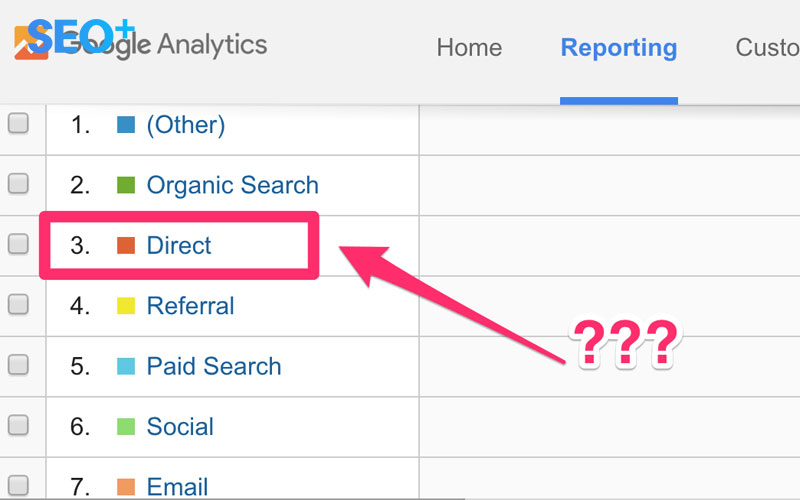 SEO+
Google Analytics
Home
Reporting
Custo
1. (Other)
2. Organic Search
3. Direct
4. Referral
5. Paid Search
6. Social
7. Email
???